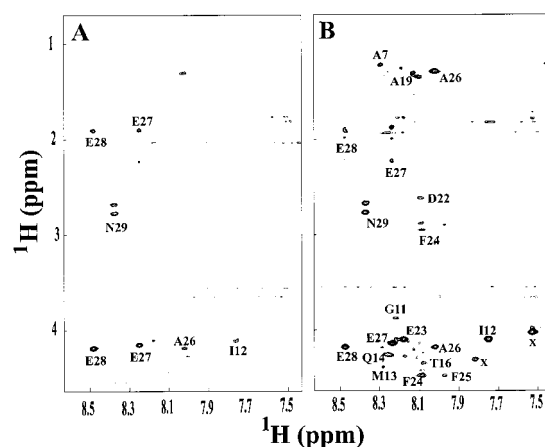 A
B
1
2
3
4
¹H (ppm)
E28
E27
N29
E28
E27
A26
I12
8.5
8.3
8.1
7.9
7.7
7.5
A7
A19
A26
E28
E27
N29
D22
F24
G11
E27
E23
I12
E28
Q14
A26
X
M13
T16
X
F24
F25
8.5
8.3
8.1
7.9
7.7
7.5
¹H (ppm)